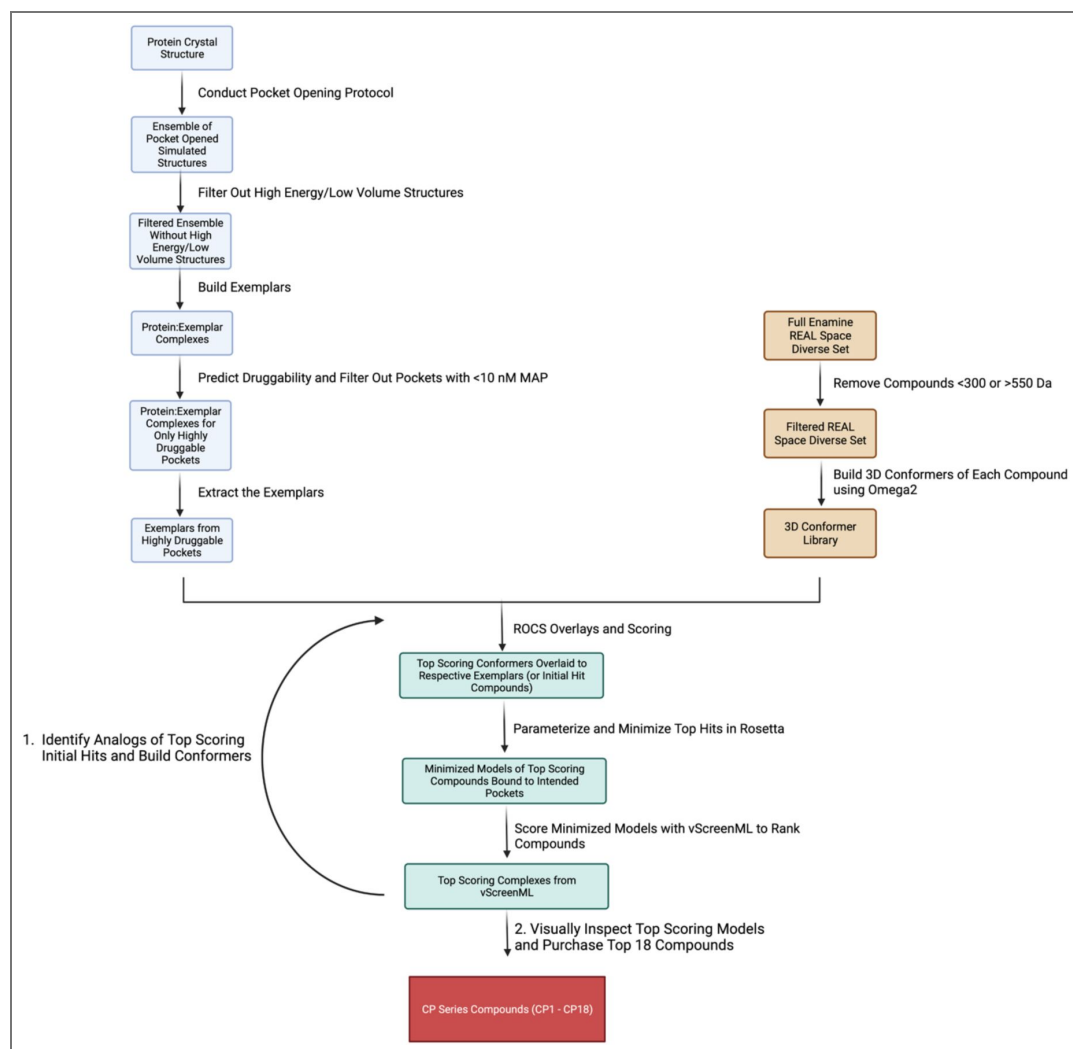 Protein Crystal
Structure
Conduct Pocket Opening Protocol
Ensemble of
Pocket Opened
Simulated
Structures
Filter Out High Energy/Low Volume Structures
Filtered Ensemble
Without High
Energy/Low
Volume Structures
Build Exemplars
Protein:Exemplar
Complexes
Predict Druggability and Filter Out Pockets with <10 nM MAP
Protein:Exemplar
Complexes for
Only Highly
Druggable
Pockets
Extract the Exemplars
Exemplars from
Highly Druggable
Pockets
Full Enamine
REAL Space
Diverse Set
Remove Compounds <300 or >550 Da
Filtered REAL
Space Diverse Set
Build 3D Conformers of Each Compound
using Omega2
3D Conformer
Library
ROCS Overlays and Scoring
Top Scoring Conformers Overlaid to
Respective Exemplars (or Initial Hit
Compounds)
Parameterize and Minimize Top Hits in Rosetta
1. Identify Analogs of Top Scoring
Initial Hits and Build Conformers
Minimized Models of Top Scoring
Compounds Bound to Intended
Pockets
Score Minimized Models with vScreenML to Rank
Compounds
Top Scoring Complexes from
vScreenML
2. Visually Inspect Top Scoring Models
and Purchase Top 18 Compounds
CP Series Compounds (CP1 - CP18)